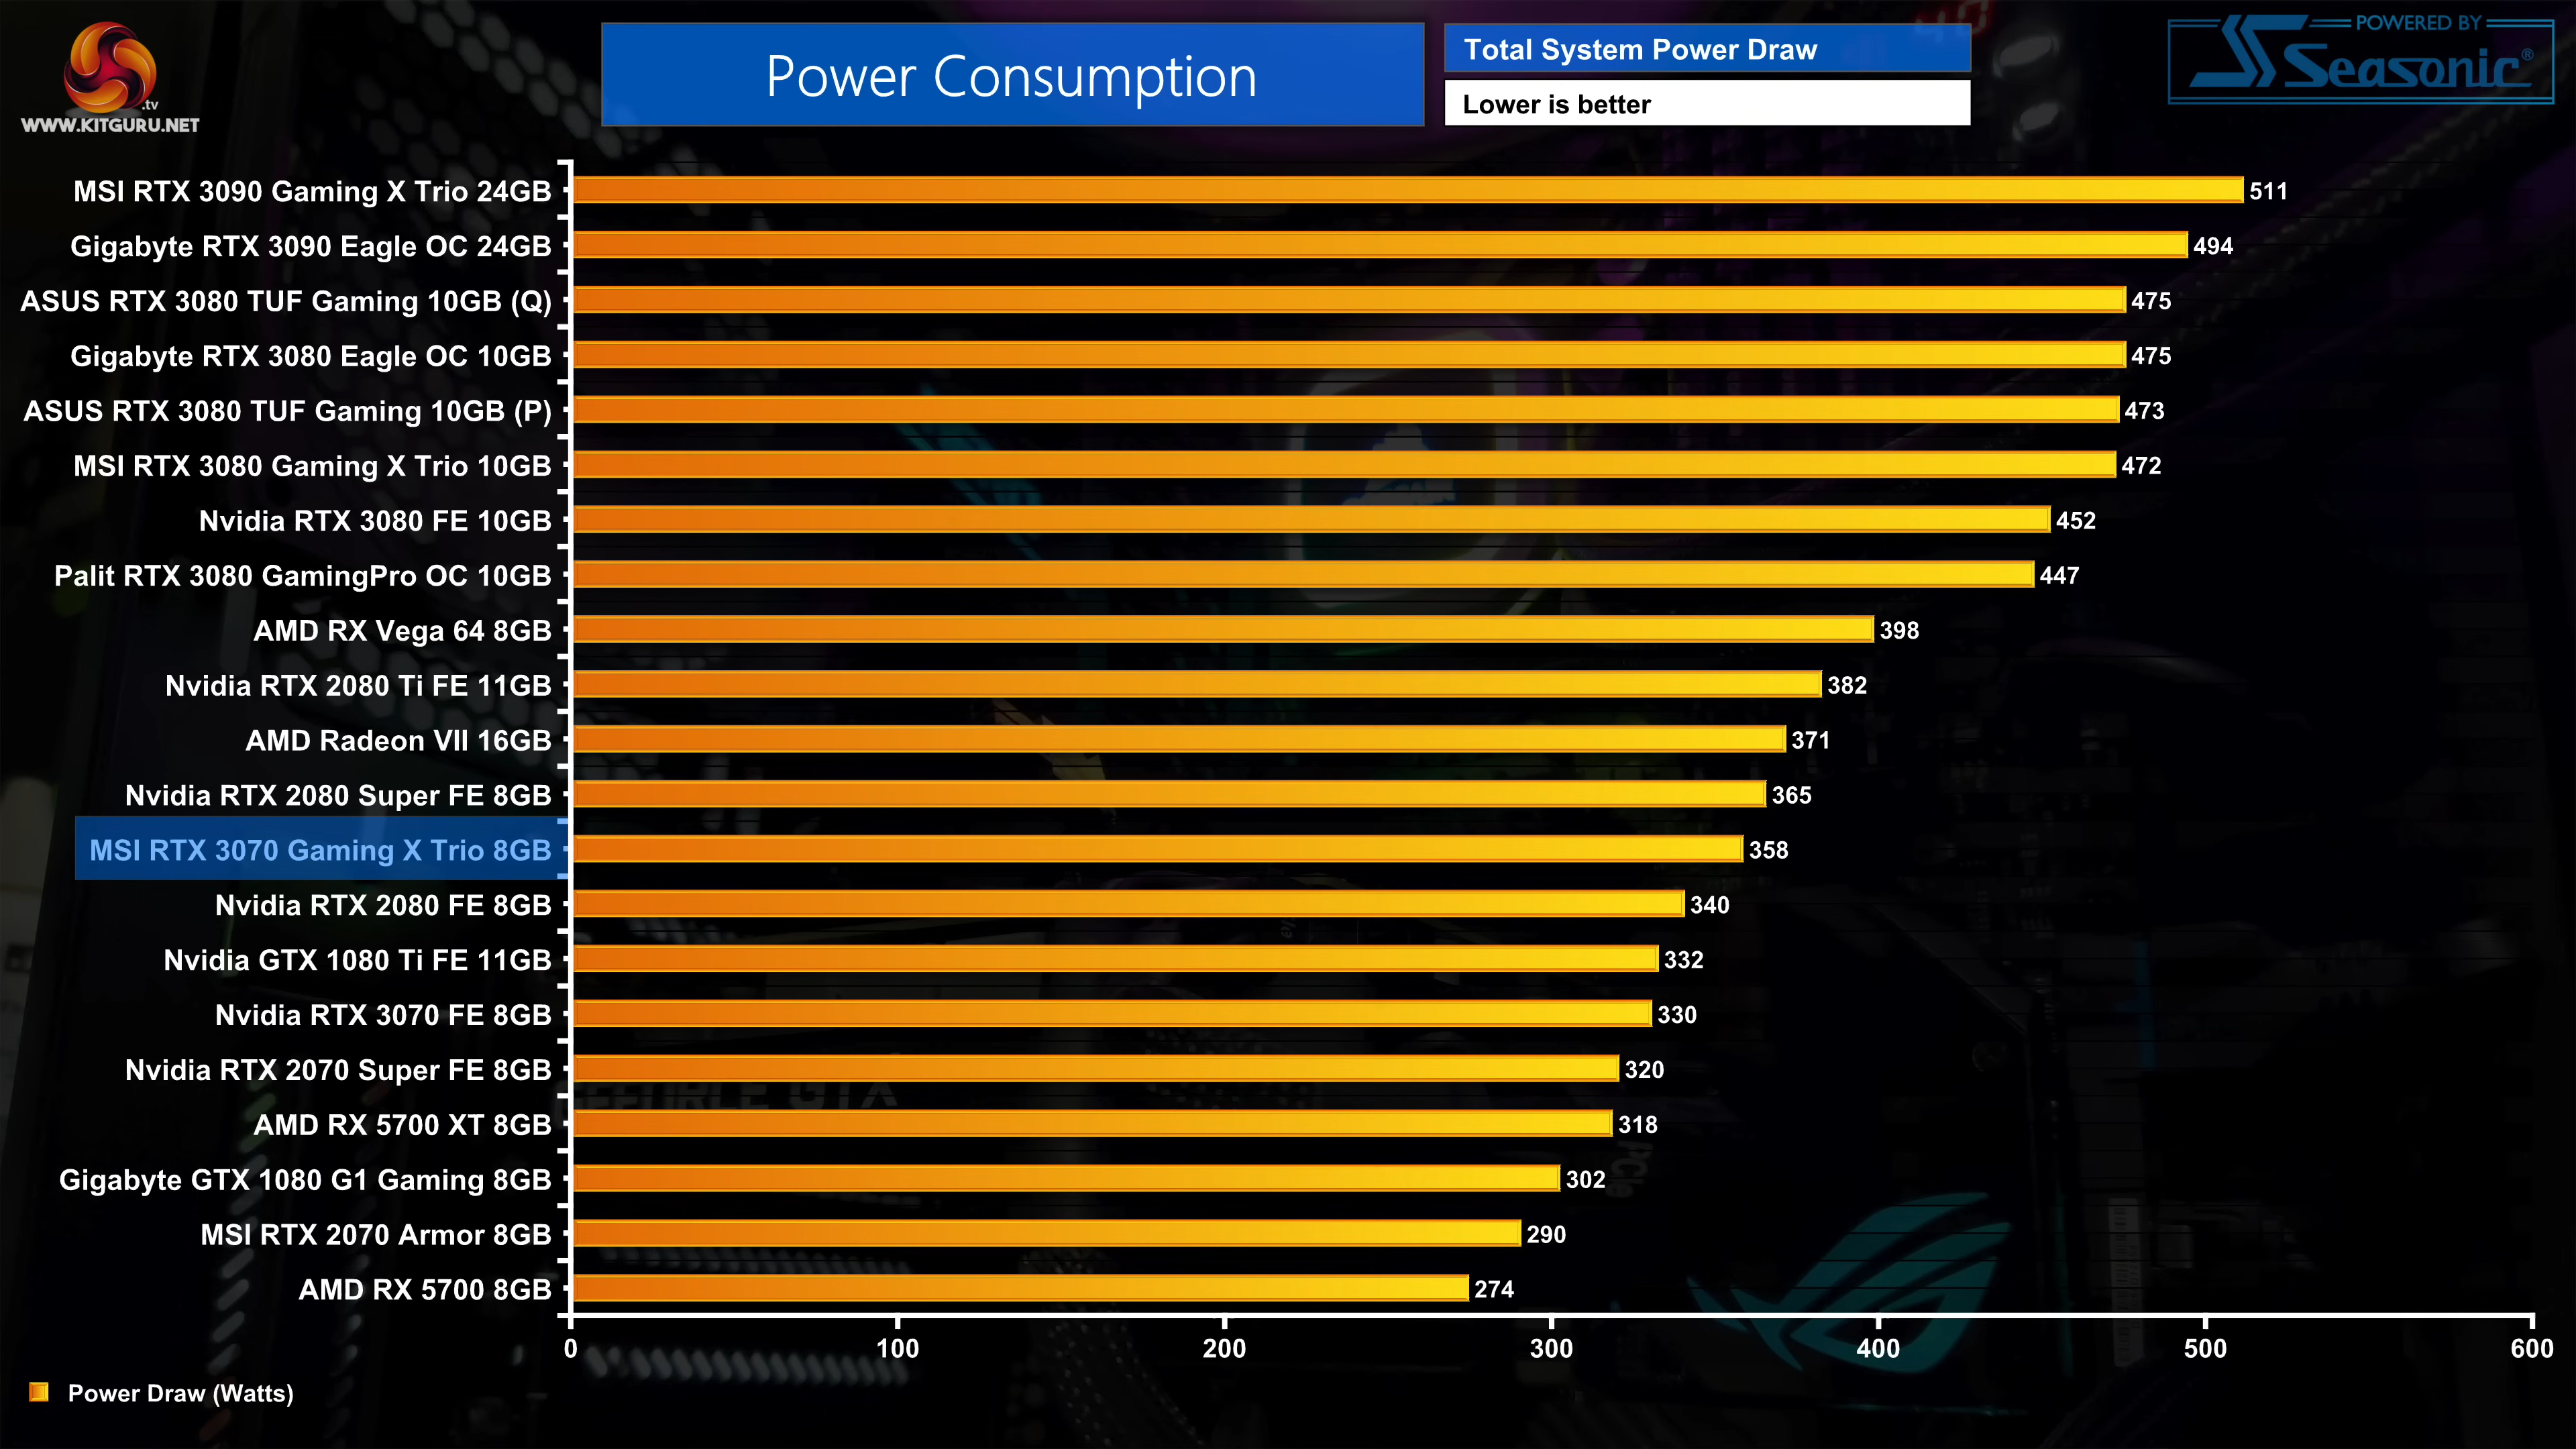 .tv
WWW.KITGURU.NET
Power Consumption
Total System Power Draw
Lower is better
POWERED BY
Seasonic®
MSI RTX 3090 Gaming X Trio 24GB 511
Gigabyte RTX 3090 Eagle OC 24GB 494
ASUS RTX 3080 TUF Gaming 10GB (Q) 475
Gigabyte RTX 3080 Eagle OC 10GB 475
ASUS RTX 3080 TUF Gaming 10GB (P) 473
MSI RTX 3080 Gaming X Trio 10GB 472
Nvidia RTX 3080 FE 10GB 452
Palit RTX 3080 GamingPro OC 10GB 447
AMD RX Vega 64 8GB 398
Nvidia RTX 2080 Ti FE 11GB 382
AMD Radeon VII 16GB 371
Nvidia RTX 2080 Super FE 8GB 365
MSI RTX 3070 Gaming X Trio 8GB 358
Nvidia RTX 2080 FE 8GB 340
Nvidia GTX 1080 Ti FE 11GB 332
Nvidia RTX 3070 FE 8GB 330
Nvidia RTX 2070 Super FE 8GB 320
GEFORCE GTX
AMD RX 5700 XT 8GB 318
PCIe
Gigabyte GTX 1080 G1 Gaming 8GB 302
MSI RTX 2070 Armor 8GB 290
AMD RX 5700 8GB 274
0 100 200 300 400 500 600
Power Draw (Watts)